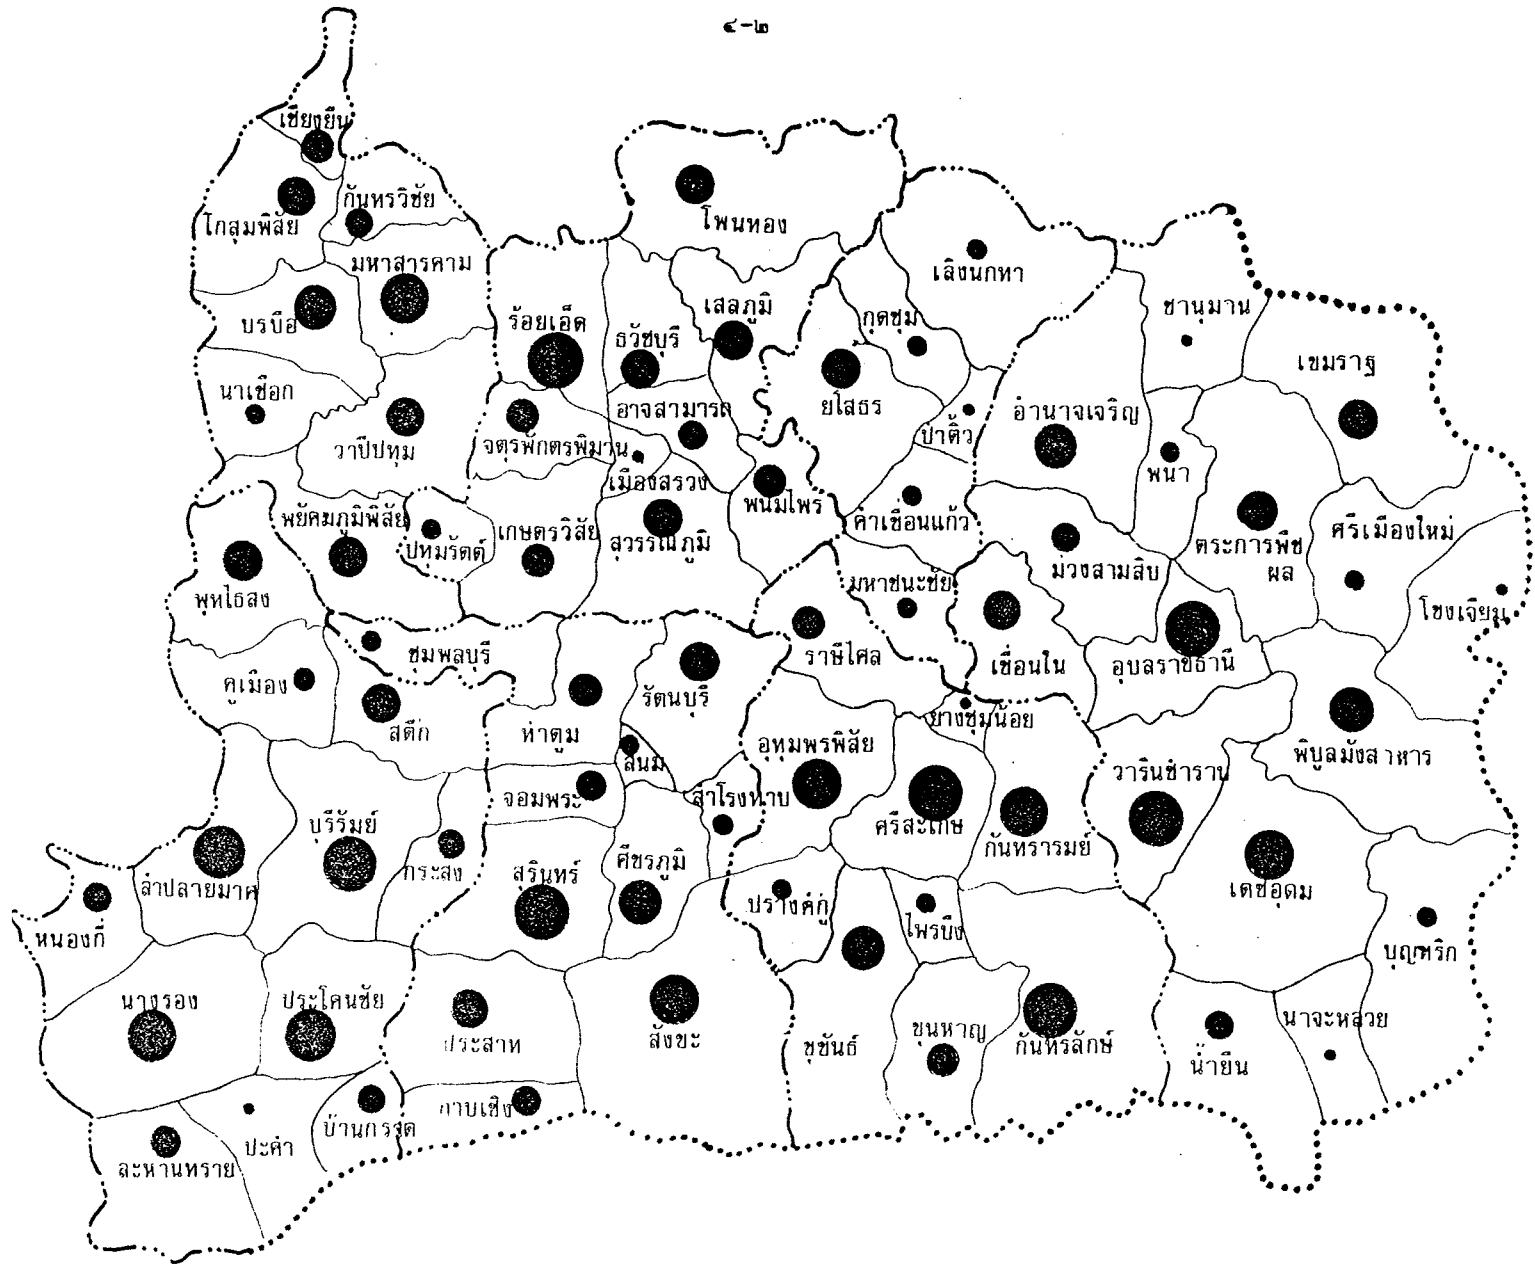 ๔-๒
เชียงยืน
กันทรวิชัย
โกสุมพิสัย
โพนทอง
มหาสารคาม
เลิงนกทา
บรบือ
ร้อยเอ็ด
ธวัชบุรี
เสลภูมิ
กุดชุม
ชานุมาน
เขมราฐ
นาเชือก
วาปีปทุม
จตุรพักตรพิมาน
อาจสามารถ
ยโสธร
ป่าติ้ว
อำนาจเจริญ
พนา
เมืองสรวง
พนมไพร
พยัคฆภูมิพิสัย
ปทุมรัตต์
เกษตรวิสัย
สุวรรณภูมิ
คำเขื่อนแก้ว
ม่วงสามสิบ
ตระการพืช
ผล
ศรีเมืองใหม่
พุทไธสง
มหาชนะชัย
โขงเจียม
ชุมพลบุรี
ราษีไศล
เขื่อนใน
อุบลราชธานี
คูเมือง
สตึก
ท่าตูม
รัตนบุรี
ยางชุมน้อย
สนม
อุทุมพรพิสัย
วารินชำราบ
พิบูลมังสาหาร
จอมพระ
สำโรงทาบ
บุรีรัมย์
กระสัง
สุรินทร์
ศีขรภูมิ
ศรีสะเกษ
กันทรารมย์
ลำปลายมาศ
เดชอุดม
หนองกี่
ปรางค์กู่
ไพรบึง
บุณฑริก
นางรอง
ประโคนชัย
ปราสาท
สังขะ
ขุขันธ์
ขุนหาญ
กันทรลักษ์
น้ำยืน
นาจะหลวย
ละหานทราย
ปะคำ
บ้านกรวด
กาบเชิง